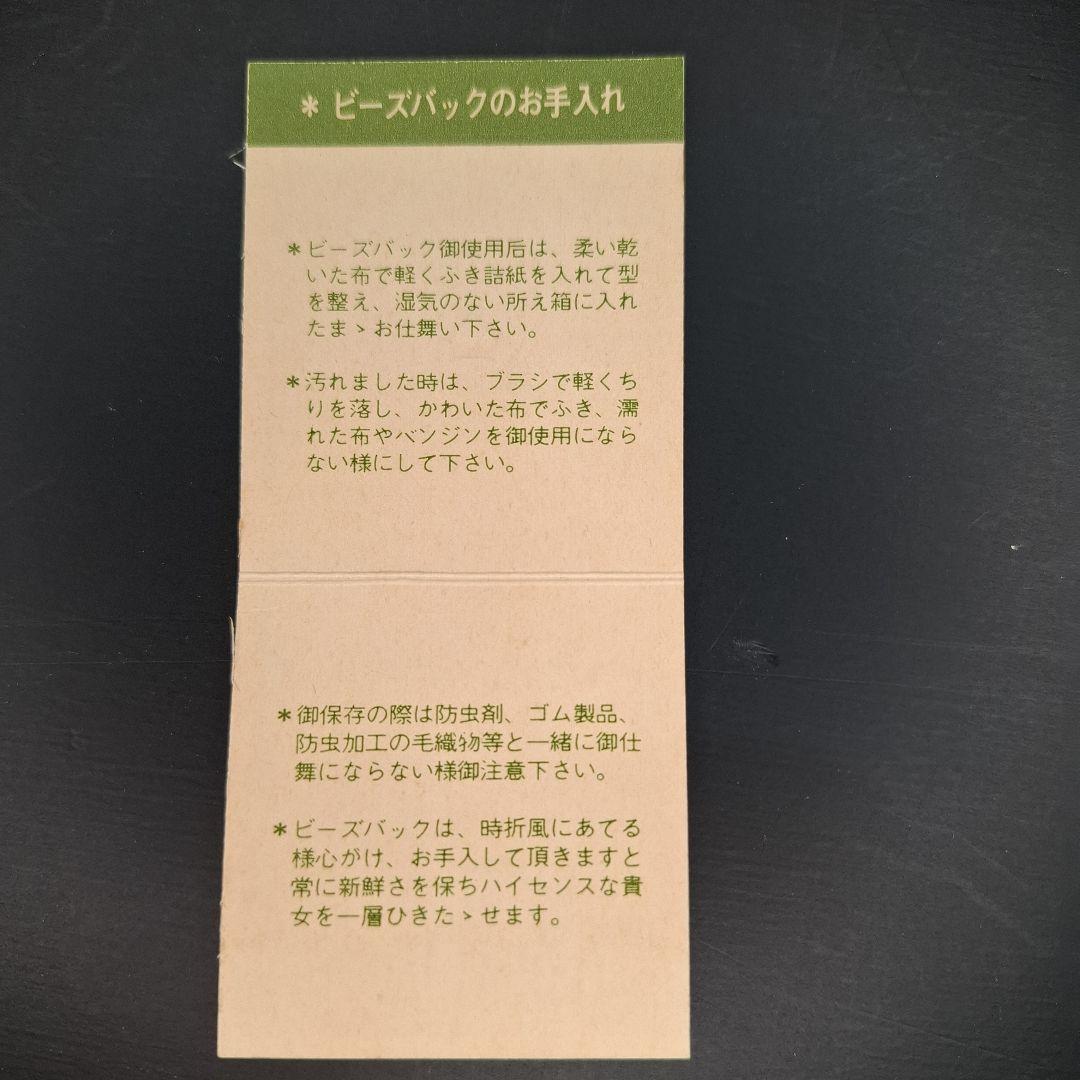 * ビーズバックのお手入れ
* ビーズバック御使用后は、柔い乾
いた布で軽くふき詰紙を入れて型
を整え、湿気のない所え箱に入れ
たまゝお仕舞い下さい。
* 汚れました時は、ブラシで軽くち
りを落し、かわいた布でふき、濡
れた布やベンジンを御使用になら
ない様にして下さい。
* 御保存の際は防虫剤、ゴム製品、
防虫加工の毛織物等と一緒に御仕
舞にならない様御注意下さい。
* ビーズバックは、時折風にあてる
様心がけ、お手入して頂きますと
常に新鮮さを保ちハイセンスな貴
女を一層ひきたゝせます。